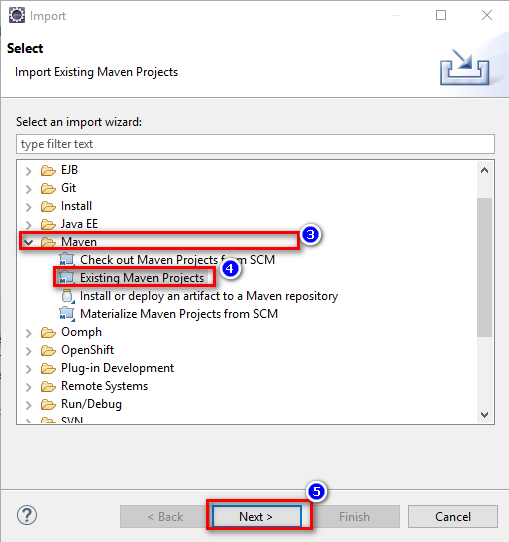 Import
Select
Import Existing Maven Projects
Select an import wizard:
type filter text
EJB
Git
Install
Java EE
Maven
3
Check out Maven Projects from SCM
4
Existing Maven Projects
Install or deploy an artifact to a Maven repository
Materialize Maven Projects from SCM
Oomph
OpenShift
Plug-in Development
Remote Systems
Run/Debug
SVN
5
? < Back Next > Finish Cancel